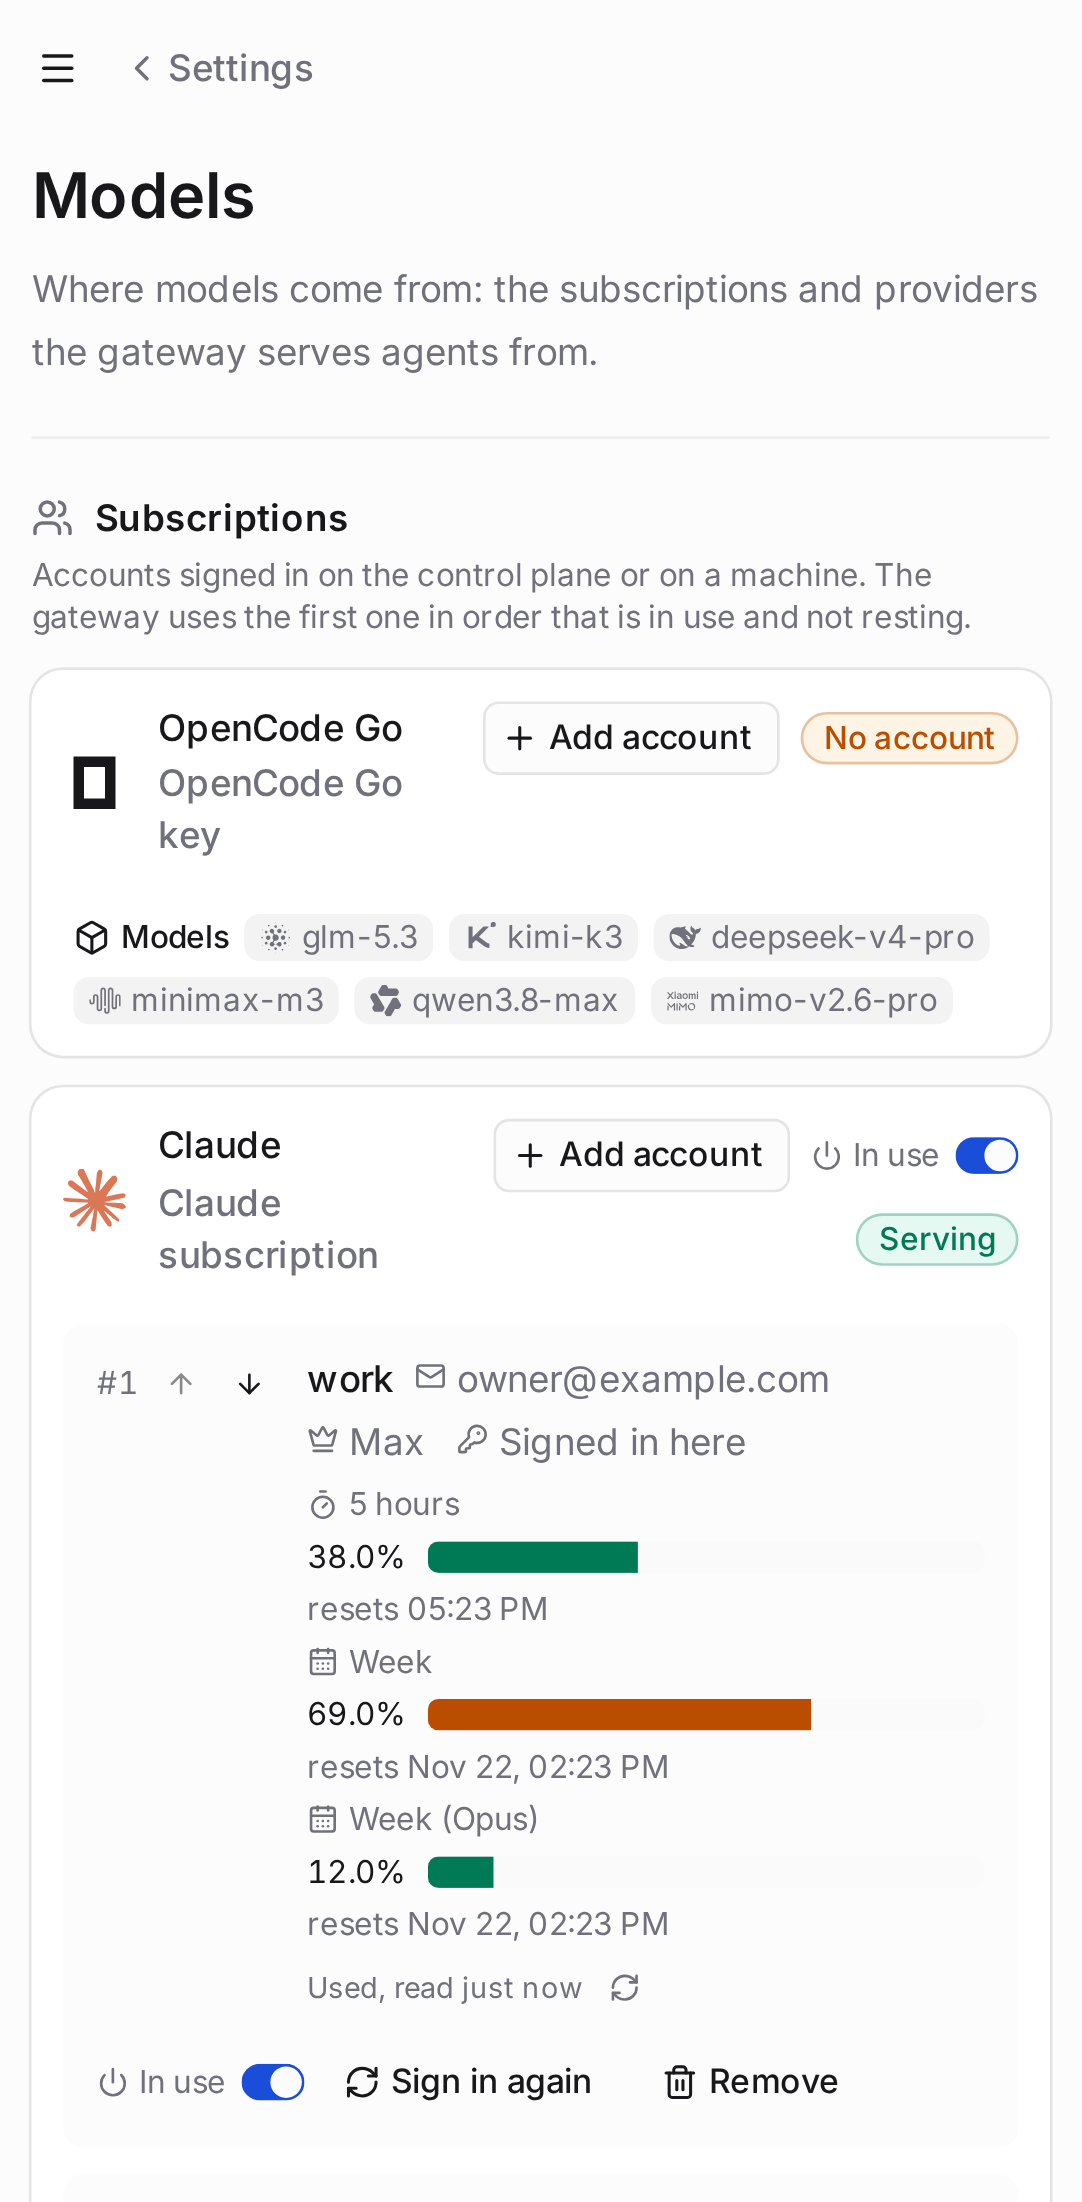 Settings
Models
Where models come from: the subscriptions and providers
the gateway serves agents from.
Subscriptions
Accounts signed in on the control plane or on a machine. The
gateway uses the first one in order that is in use and not resting.
OpenCode Go
+ Add account
No account
OpenCode Go
key
Models glm-5.3 kimi-k3 deepseek-v4-pro
minimax-m3 qwen3.8-max Xiaomi MIMO mimo-v2.6-pro
Claude
+ Add account
In use
Claude
subscription
Serving
#1 work owner@example.com
Max Signed in here
5 hours
38.0%
resets 05:23 PM
Week
69.0%
resets Nov 22, 02:23 PM
Week (Opus)
12.0%
resets Nov 22, 02:23 PM
Used, read just now
In use Sign in again Remove